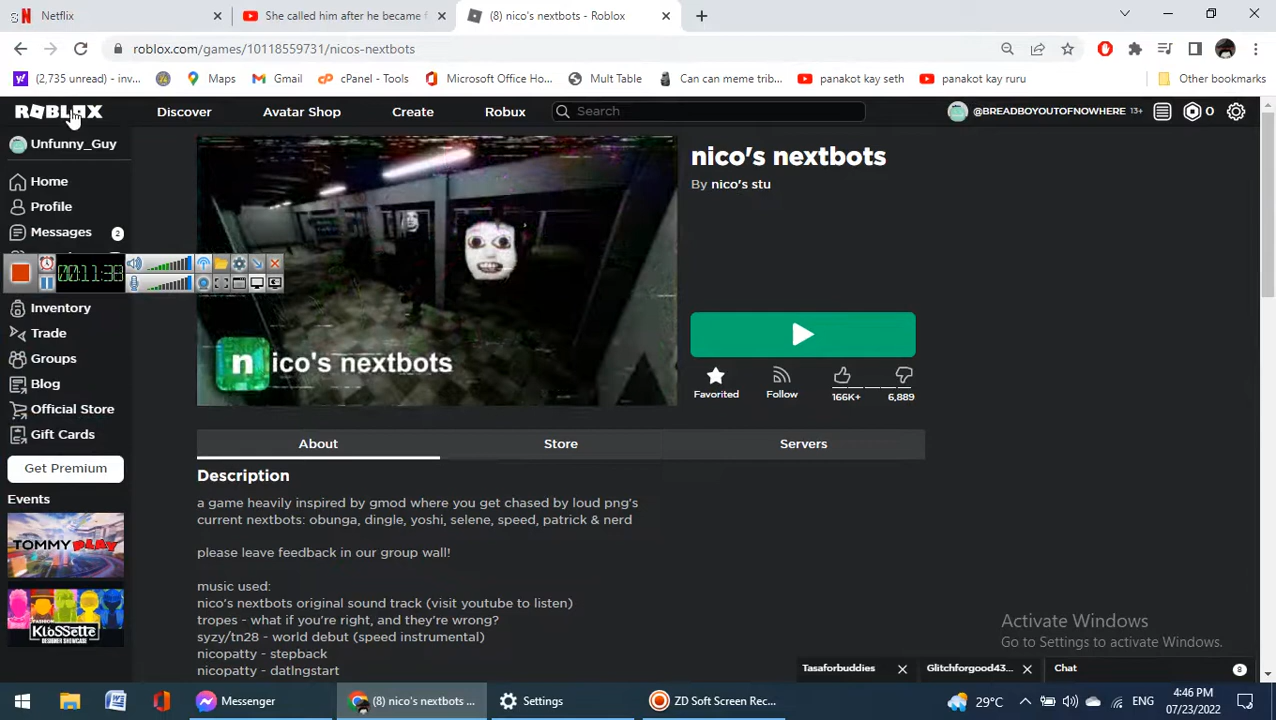 Netflix
She called him after he became f
(8) nico's nextbots - Roblox
roblox.com/games/10118559731/nicos-nextbots
(2,735 unread) - inv...
Maps
Gmail
cPanel - Tools
Microsoft Office Ho...
Mult Table
Can can meme trib...
panakot kay seth
panakot kay ruru
Other bookmarks
ROBLOX
Discover
Avatar Shop
Create
Robux
Search
@BREADBOYOUTOFNOWHERE 13+
0
Unfunny_Guy
Home
Profile
Messages
2
00:11:38
Inventory
Trade
Groups
Blog
Official Store
Gift Cards
Get Premium
Events
TOMMY PLAY
KLOSSETTE
DESIGNER SHOWCASE
nico's nextbots
nico's nextbots
By nico's stu
Favorited
Follow
166K+
6,889
About
Store
Servers
Description
a game heavily inspired by gmod where you get chased by loud png's
current nextbots: obunga, dingle, yoshi, selene, speed, patrick & nerd
please leave feedback in our group wall!
music used:
nico's nextbots original sound track (visit youtube to listen)
tropes - what if you're right, and they're wrong?
syzy/tn28 - world debut (speed instrumental)
nicopatty - stepback
nicopatty - datIngstart
Activate Windows
Go to Settings to activate Windows.
Tasaforbuddies
Glitchforgood43...
Chat
8
Messenger
(8) nico's nextbots ...
Settings
ZD Soft Screen Rec...
29°C
ENG
4:46 PM
07/23/2022